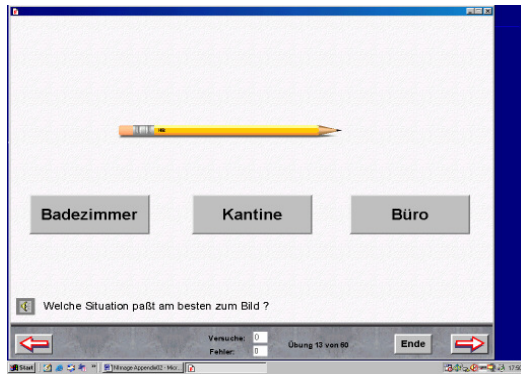 Badezimmer
Kantine
Büro
Welche Situation paßt am besten zum Bild ?
Versuche: 0
Fehler: 0
Übung 13 von 60
Ende
Start